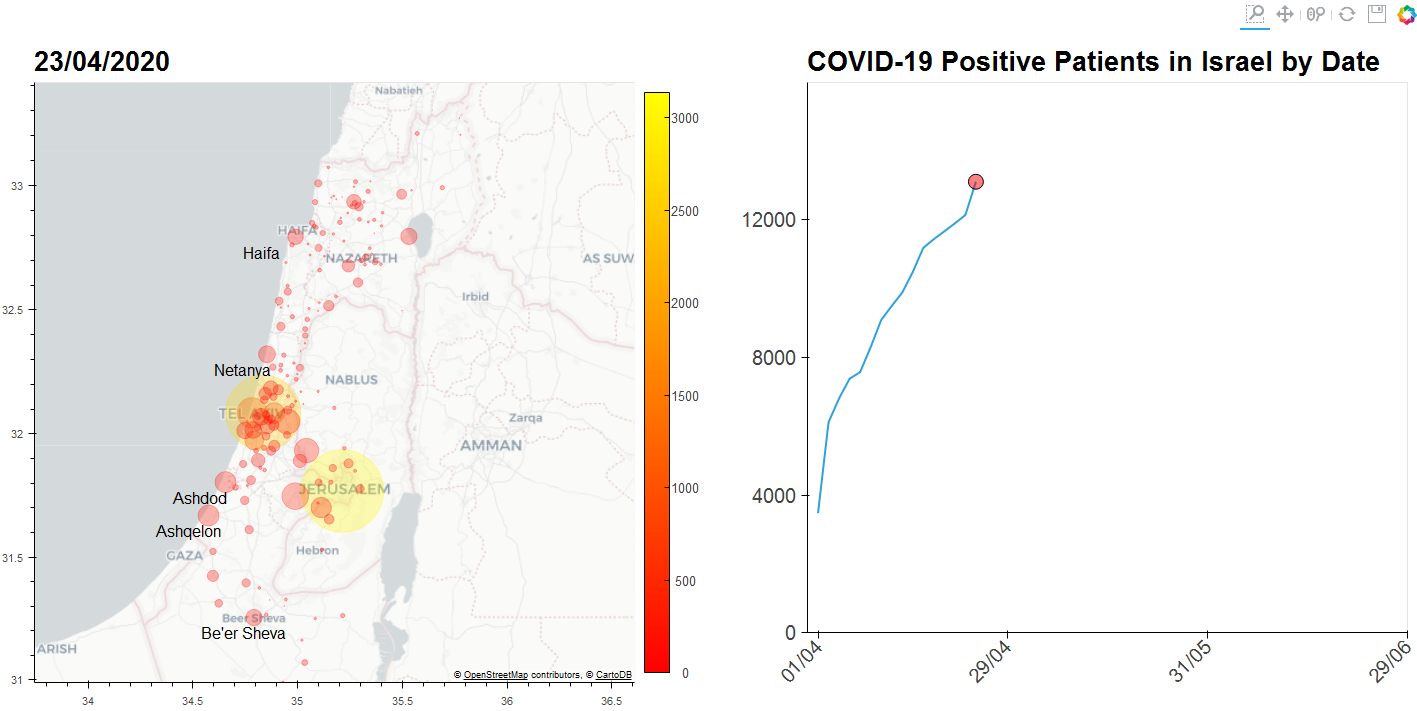 23/04/2020
COVID-19 Positive Patients in Israel by Date
Nabatieh
HAIFA
Haifa
NAZARETH
AS SUW
Irbid
Netanya
NABLUS
TEL AVIV
Zarqa
AMMAN
JERUSALEM
Ashdod
Ashqelon
GAZA
Hebron
Beer Sheva
Be'er Sheva
ARISH
© OpenStreetMap contributors, © CartoDB
33
32.5
32
31.5
31
34
34.5
35
35.5
36
36.5
3000
2500
2000
1500
1000
500
0
12000
8000
4000
0
01/04
29/04
31/05
29/06